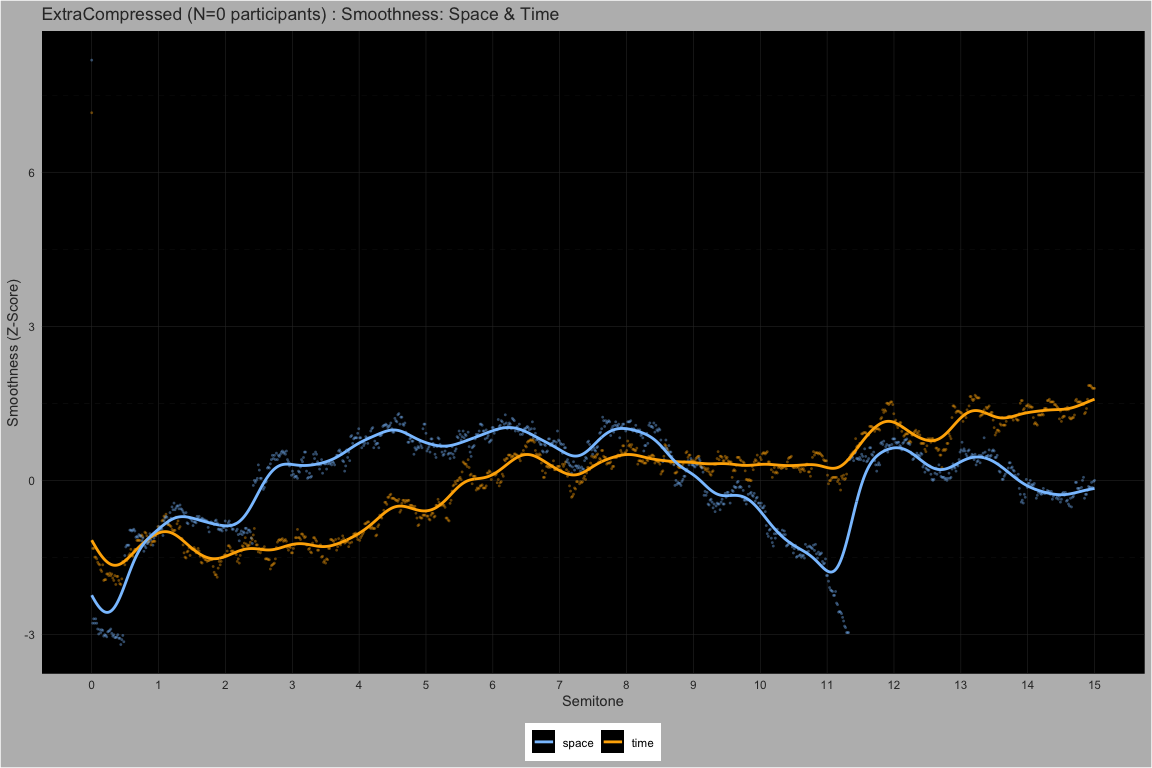 ExtraCompressed (N=0 participants) : Smoothness: Space & Time
Smoothness (Z-Score)
6
3
0
-3
0 1 2 3 4 5 6 7 8 9 10 11 12 13 14 15
Semitone
space time